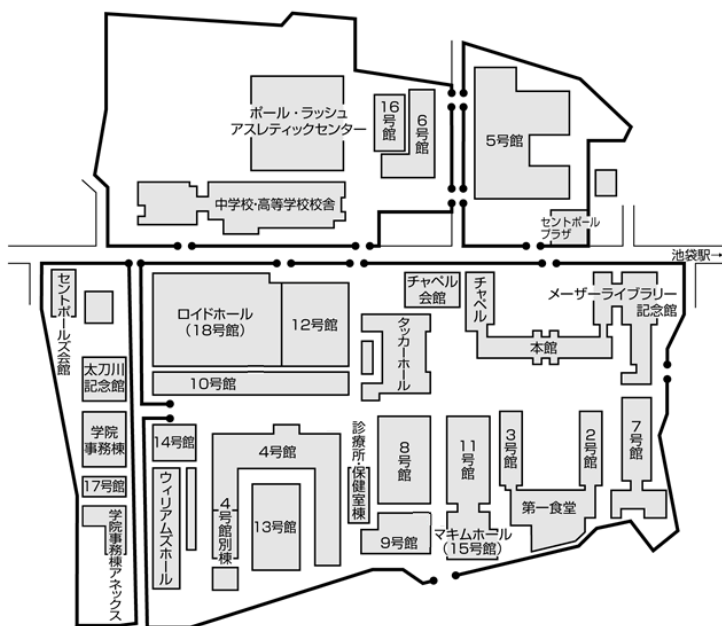 ポール・ラッシュ
アスレティックセンター
16号館
6号館
5号館
中学校・高等学校校舎
セントポール
プラザ
池袋駅→
セントポールズ会館
ロイドホール
(18号館)
12号館
チャペル
会館
チャペル
メーザーライブラリー
記念館
本館
タッカーホール
太刀川
記念館
10号館
学院
事務棟
14号館
4号館
診療所・保健室棟
8号館
11号館
3号館
2号館
7号館
17号館
ウィリアムズホール
4号館別棟
13号館
第一食堂
学院事務棟アネックス
9号館
マキムホール
(15号館)